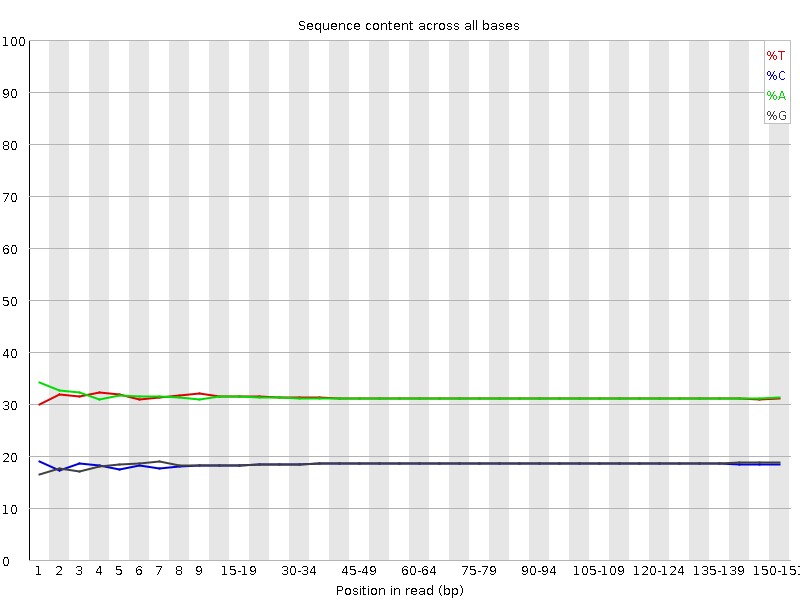 Sequence content across all bases
100
90
80
70
60
50
40
30
20
10
0
%T
%C
%A
%G
1 2 3 4 5 6 7 8 9 15-19 30-34 45-49 60-64 75-79 90-94 105-109 120-124 135-139 150-151
Position in read (bp)